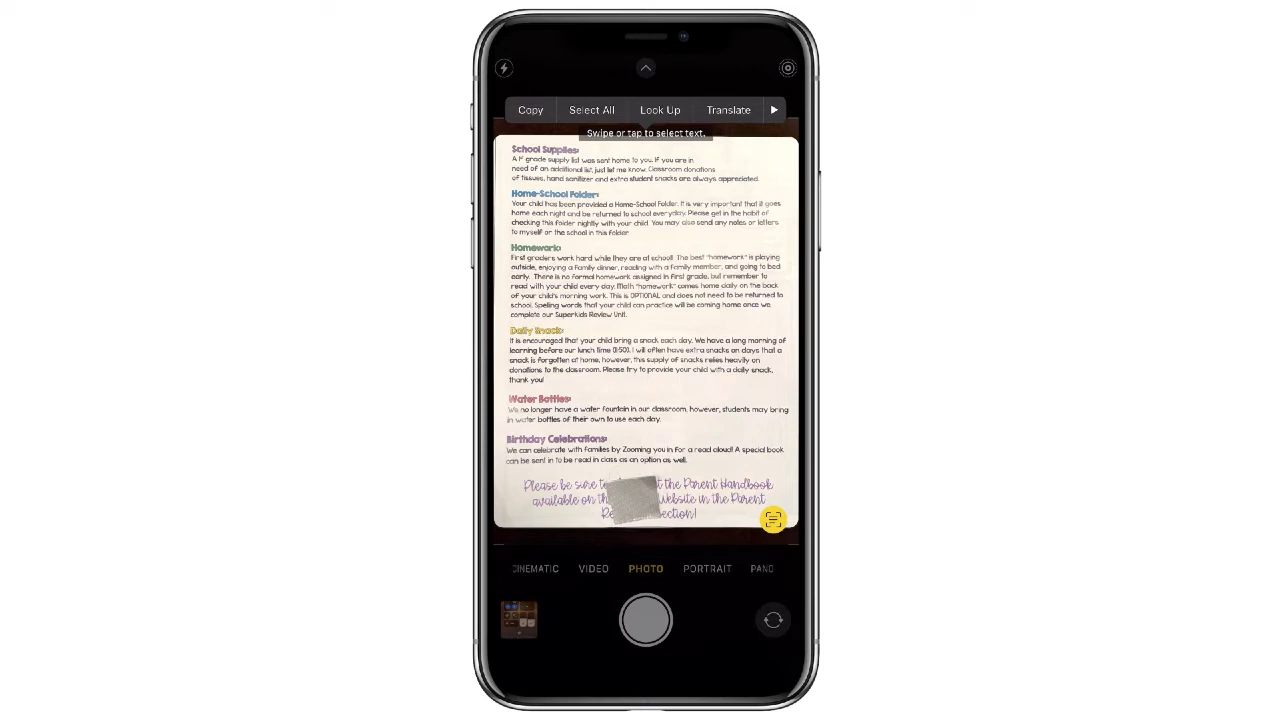 Copy Select All Look Up Translate
Swipe or tap to select text.
School Supplies:
A 1st grade supply list was sent home to you. If you are in
need of an additional list, just let me know. Classroom donations
of tissues, hand sanitizer and extra student snacks are always appreciated.
Home-School Folder:
Your child has been provided a Home-School Folder. It is very important that it goes
home each night and be returned to school everyday. Please get in the habit of
checking this folder nightly with your child. You may also send any notes or letters
to myself or the school in this folder.
Homework:
First graders work hard while they are at school! The best "homework" is playing
outside, enjoying a family dinner, reading with a family member, and going to bed
early. There is no formal homework assigned in first grade, but remember to
read with your child every day. Math "homework" comes home daily on the back
of your child's morning work. This is OPTIONAL and does not need to be returned to
school. Spelling words that your child can practice will be coming home once we
complete our Superkids Review Unit.
Daily Snack:
It is encouraged that your child bring a snack each day. We have a long morning of
learning before our lunch time (1:50). I will often have extra snacks on days that a
snack is forgotten at home, however, this supply of snacks relies heavily on
donations to the classroom. Please try to provide your child with a daily snack,
thank you!
Water Bottles:
We no longer have a water fountain in our classroom, however, students may bring
in water bottles of their own to use each day.
Birthday Celebrations:
We can celebrate with families by Zooming you in for a read aloud! A special book
can be sent in to be read in class as an option as well.
Please be sure to the Parent Handbook
available on website in the Parent
CINEMATIC VIDEO PHOTO PORTRAIT PANO